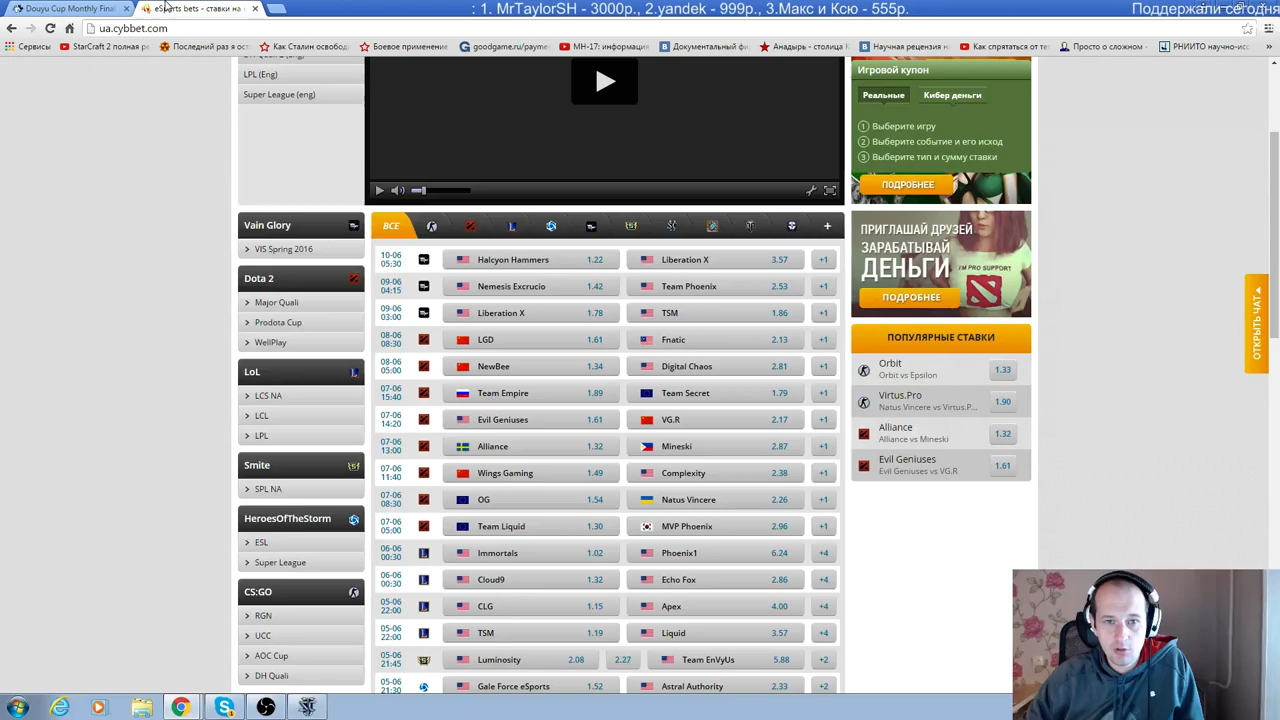 : 1. MrTaylorSH - 3000р., 2.yandek - 999р., 3.Макс и Ксю - 555р.
Поддержали сегодня
Douyu Cup Monthly Final
eSports bets - ставки на
ua.cybbet.com
Сервисы
StarCraft 2 полная ре
Последний раз я ост
Как Сталин освобод
Боевое применение
goodgame.ru/payme
МН-17: информация
Документальный фи
Анадырь - столица К
Научная рецензия н
Как спрятаться от те
Просто о сложном -
РНИИТО научно-исс
LPL (Eng)
Super League (eng)
Vain Glory
VIS Spring 2016
Dota 2
Major Quali
Prodota Cup
WellPlay
LoL
LCS NA
LCL
LPL
Smite
SPL NA
HeroesOfTheStorm
ESL
Super League
CS:GO
RGN
UCC
AOC Cup
DH Quali
ВСЕ
+
10-06 05:30 Halcyon Hammers 1.22 Liberation X 3.57 +1
09-06 04:15 Nemesis Excrucio 1.42 Team Phoenix 2.53 +1
09-06 03:00 Liberation X 1.78 TSM 1.86 +1
08-06 08:30 LGD 1.61 Fnatic 2.13 +1
08-06 05:00 NewBee 1.34 Digital Chaos 2.81 +1
07-06 15:40 Team Empire 1.89 Team Secret 1.79 +1
07-06 14:20 Evil Geniuses 1.61 VG.R 2.17 +1
07-06 13:00 Alliance 1.32 Mineski 2.87 +1
07-06 11:40 Wings Gaming 1.49 Complexity 2.38 +1
07-06 08:30 OG 1.54 Natus Vincere 2.26 +1
07-06 05:00 Team Liquid 1.30 MVP Phoenix 2.96 +1
06-06 00:30 Immortals 1.02 Phoenix1 6.24 +4
06-06 00:30 Cloud9 1.32 Echo Fox 2.86 +4
05-06 22:00 CLG 1.15 Apex 4.00 +4
05-06 22:00 TSM 1.19 Liquid 3.57 +4
05-06 21:45 Luminosity 2.08 2.27 Team EnVyUs 5.88 +2
05-06 21:30 Gale Force eSports 1.52 Astral Authority 2.33 +2
Игровой купон
Реальные
Кибер деньги
1 Выберите игру
2 Выберите событие и его исход
3 Выберите тип и сумму ставки
ПОДРОБНЕЕ
ПРИГЛАШАЙ ДРУЗЕЙ
ЗАРАБАТЫВАЙ
ДЕНЬГИ
I'M PRO SUPPORT
ПОДРОБНЕЕ
ПОПУЛЯРНЫЕ СТАВКИ
Orbit
Orbit vs Epsilon
1.33
Virtus.Pro
Natus Vincere vs Virtus.P...
1.90
Alliance
Alliance vs Mineski
1.32
Evil Geniuses
Evil Geniuses vs VG.R
1.61
ОТКРЫТЬ ЧАТ